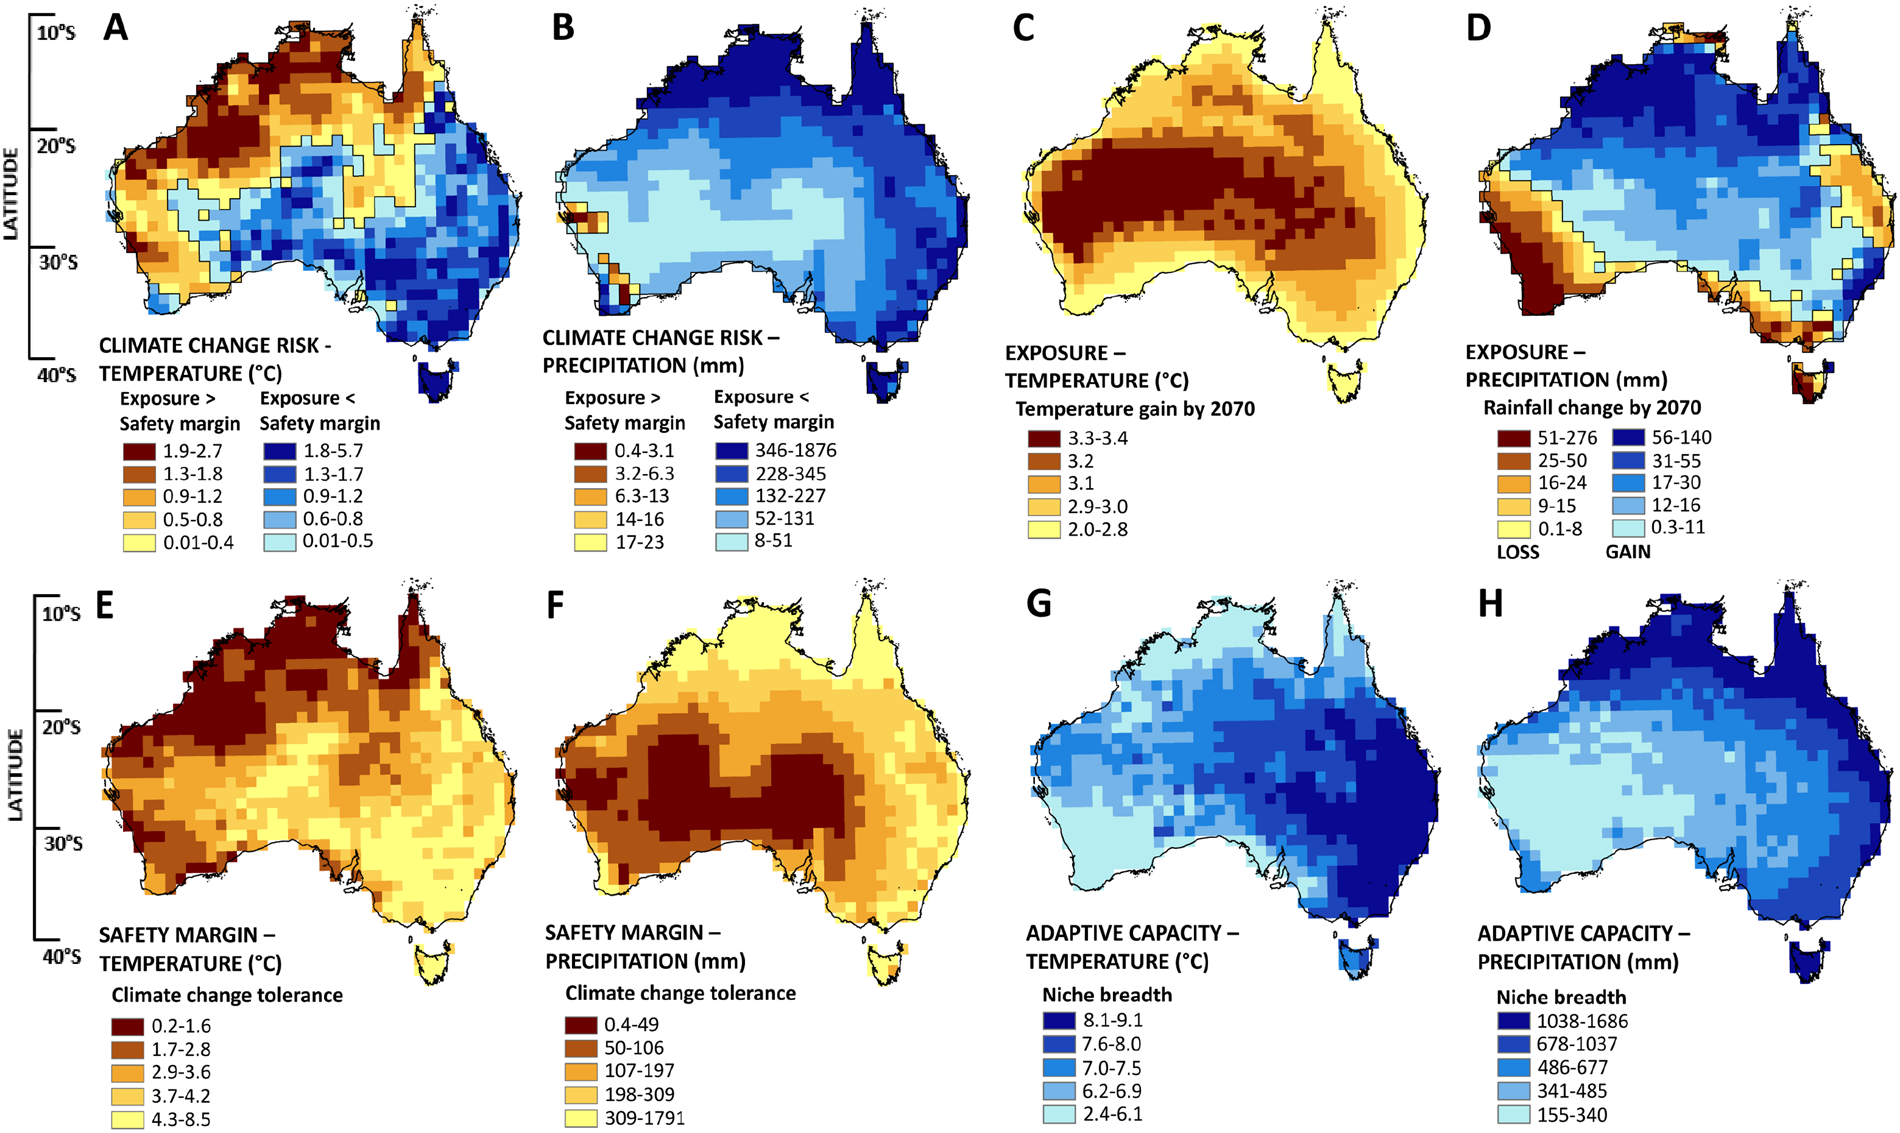 A
B
C
D
10°S
20°S
30°S
40°S
LATITUDE
CLIMATE CHANGE RISK -
TEMPERATURE (°C)
Exposure >
Safety margin
Exposure <
Safety margin
1.9-2.7
1.8-5.7
1.3-1.8
1.3-1.7
0.9-1.2
0.9-1.2
0.5-0.8
0.6-0.8
0.01-0.4
0.01-0.5
CLIMATE CHANGE RISK –
PRECIPITATION (mm)
Exposure >
Safety margin
Exposure <
Safety margin
0.4-3.1
346-1876
3.2-6.3
228-345
6.3-13
132-227
14-16
52-131
17-23
8-51
EXPOSURE –
TEMPERATURE (°C)
Temperature gain by 2070
3.3-3.4
3.2
3.1
2.9-3.0
2.0-2.8
EXPOSURE –
PRECIPITATION (mm)
Rainfall change by 2070
51-276
56-140
25-50
31-55
16-24
17-30
9-15
12-16
0.1-8
0.3-11
LOSS
GAIN
E
F
G
H
10°S
20°S
30°S
40°S
LATITUDE
SAFETY MARGIN –
TEMPERATURE (°C)
Climate change tolerance
0.2-1.6
1.7-2.8
2.9-3.6
3.7-4.2
4.3-8.5
SAFETY MARGIN –
PRECIPITATION (mm)
Climate change tolerance
0.4-49
50-106
107-197
198-309
309-1791
ADAPTIVE CAPACITY –
TEMPERATURE (°C)
Niche breadth
8.1-9.1
7.6-8.0
7.0-7.5
6.2-6.9
2.4-6.1
ADAPTIVE CAPACITY –
PRECIPITATION (mm)
Niche breadth
1038-1686
678-1037
486-677
341-485
155-340